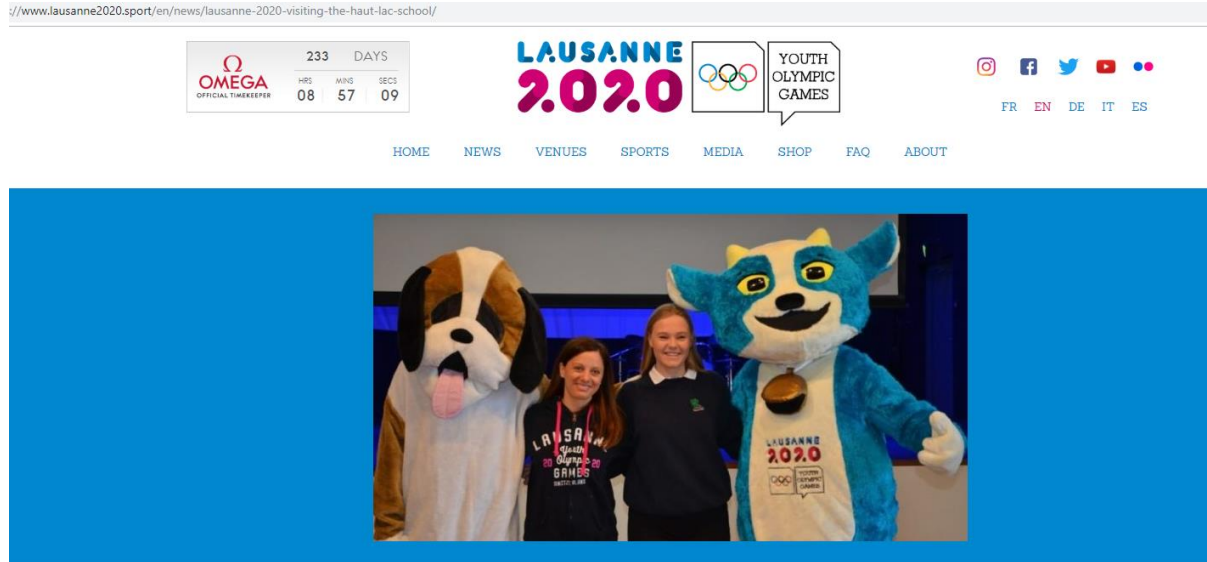 ://www.lausanne2020.sport/en/news/lausanne-2020-visiting-the-haut-lac-school/
233 DAYS
OMEGA
OFFICIAL TIMEKEEPER
HRS MINS SECS
08 57 09
LAUSANNE
2020
YOUTH
OLYMPIC
GAMES
FR EN DE IT ES
HOME NEWS VENUES SPORTS MEDIA SHOP FAQ ABOUT
LAUSANNE
Youth
20 Olympic 20
GAMES
LAUSANNE
2020
YOUTH
OLYMPIC
GAMES